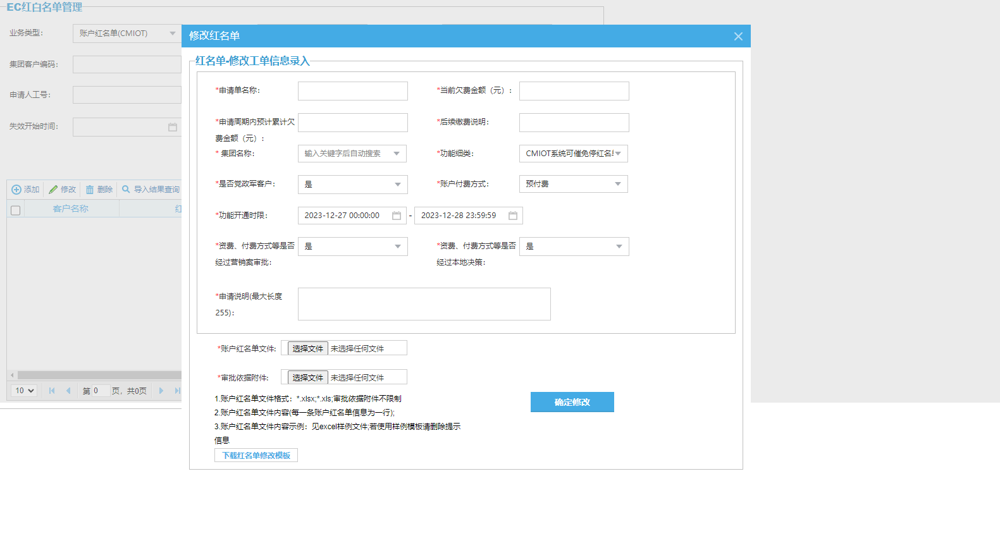 EC红白名单管理
业务类型：
账户红名单(CMIOT)
集团客户编码：
申请人工号：
失效开始时间：
添加
修改
删除
导入结果查询
客户名称
红
10
第 0 页，共0页
修改红名单
红名单-修改工单信息录入
*申请单名称：
*当前欠费金额（元）:
*申请周期内预计累计欠
费金额（元）:
*后续缴费说明：
* 集团名称：
输入关键字后自动搜索
*功能细类：
CMIOT系统可催免停红名单
*是否党政军客户：
是
*账户付费方式：
预付费
*功能开通时限：
2023-12-27 00:00:00
-
2023-12-28 23:59:59
*资费、付费方式等是否
经过营销案审批：
是
*资费、付费方式等是否
经过本地决策：
是
*申请说明(最大长度
255)：
*账户红名单文件:
选择文件 未选择任何文件
*审批依据附件:
选择文件 未选择任何文件
1.账户红名单文件格式：*.xlsx;*.xls;审批依据附件不限制
2.账户红名单文件内容(每一条账户红名单信息为一行);
3.账户红名单文件内容示例：见excel样例文件;若使用样例模板请删除提示
信息
下载红名单修改模板
确定修改